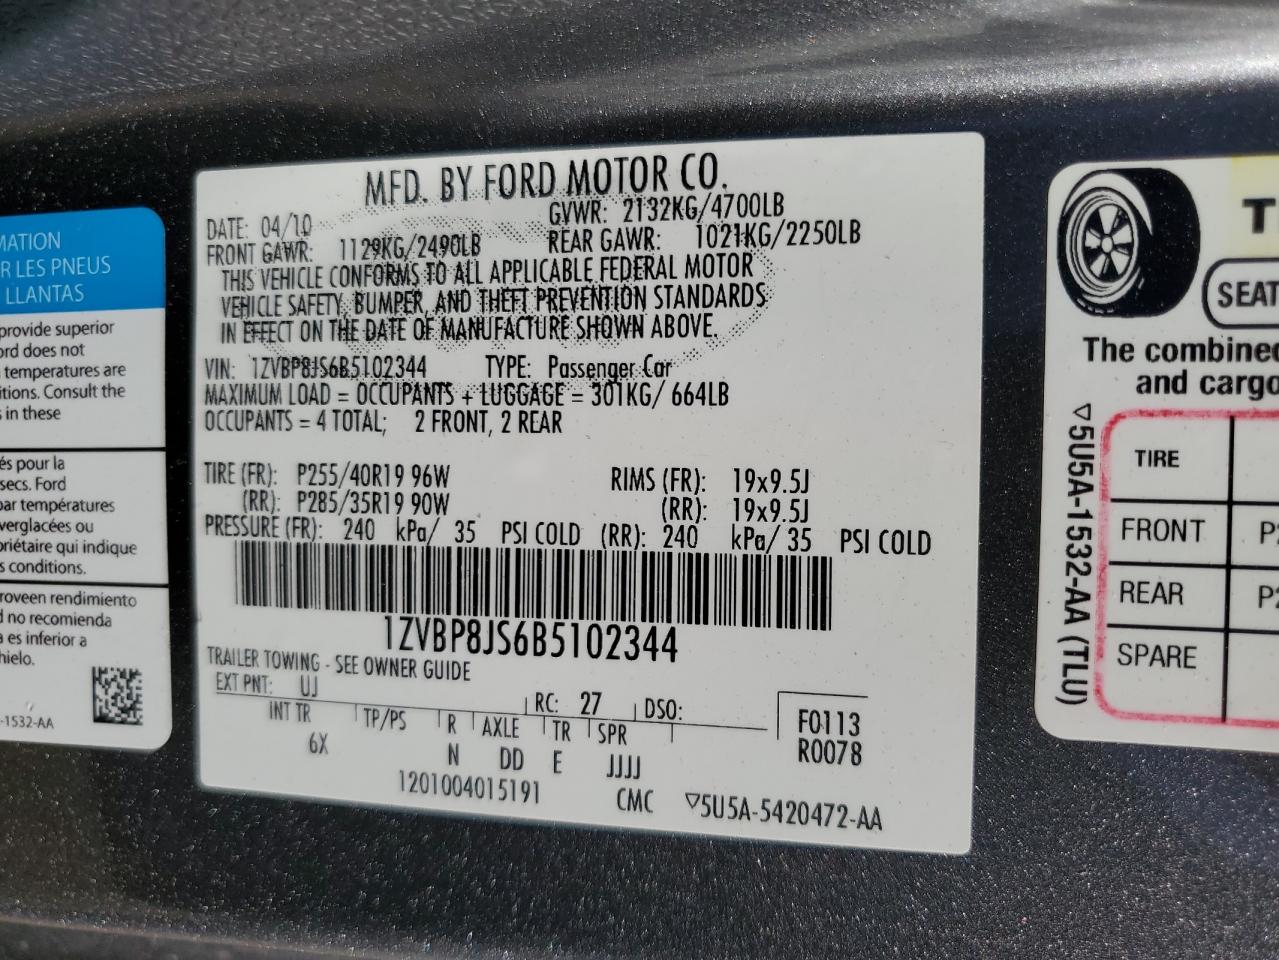 MATION
R LES PNEUS
LLANTAS
provide superior
ord does not
temperatures are
itions. Consult the
s in these
és pour la
secs. Ford
par températures
verglacées ou
priétaire qui indique
s conditions.
proveen rendimiento
d no recomienda
a es inferior a
hielo.
-1532-AA
MFD. BY FORD MOTOR CO.
DATE: 04/10 GVWR: 2132KG/4700LB
FRONT GAWR: 1129KG/2490LB REAR GAWR: 1021KG/2250LB
THIS VEHICLE CONFORMS TO ALL APPLICABLE FEDERAL MOTOR
VEHICLE SAFETY, BUMPER, AND THEFT PREVENTION STANDARDS
IN EFFECT ON THE DATE OF MANUFACTURE SHOWN ABOVE.
VIN: 1ZVBP8JS6B5102344 TYPE: Passenger Car
MAXIMUM LOAD = OCCUPANTS + LUGGAGE = 301KG/ 664LB
OCCUPANTS = 4 TOTAL; 2 FRONT, 2 REAR
TIRE (FR): P255/40R19 96W RIMS (FR): 19x9.5J
(RR): P285/35R19 90W (RR): 19x9.5J
PRESSURE (FR): 240 kPa/ 35 PSI COLD (RR): 240 kPa/ 35 PSI COLD
1ZVBP8JS6B5102344
TRAILER TOWING - SEE OWNER GUIDE
EXT PNT: UJ RC: 27 DSO:
INT TR TP/PS R AXLE TR SPR F0113
6X N DD E JJJJ R0078
1201004015191 CMC ▽5U5A-5420472-AA
T
SEAT
The combined
and cargo
▽5U5A-1532-AA (TLU)
TIRE
FRONT P2
REAR P2
SPARE